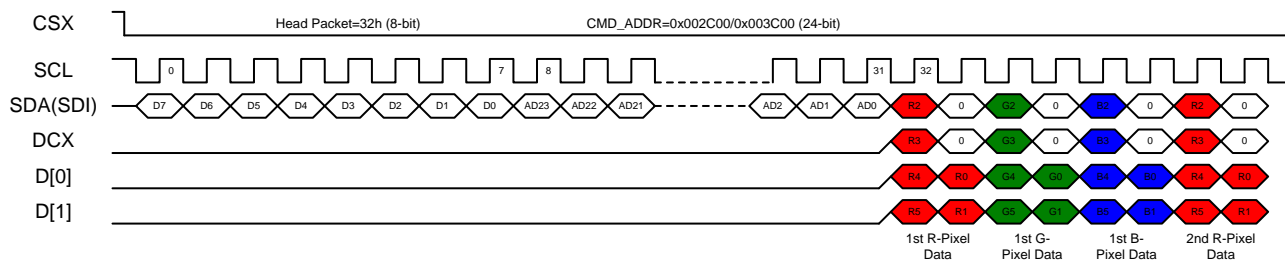 CSX
Head Packet=32h (8-bit) CMD_ADDR=0x002C00/0x003C00 (24-bit)
SCL 0 7 8 31 32
SDA(SDI) D7 D6 D5 D4 D3 D2 D1 D0 AD23 AD22 AD21 AD2 AD1 AD0 R2 0 G2 0 B2 0 R2 0
DCX R3 0 G3 0 B3 0 R3 0
D[0] R4 R0 G4 G0 B4 B0 R4 R0
D[1] R5 R1 G5 G1 B5 B1 R5 R1
1st R-Pixel Data
1st G-Pixel Data
1st B-Pixel Data
2nd R-Pixel Data